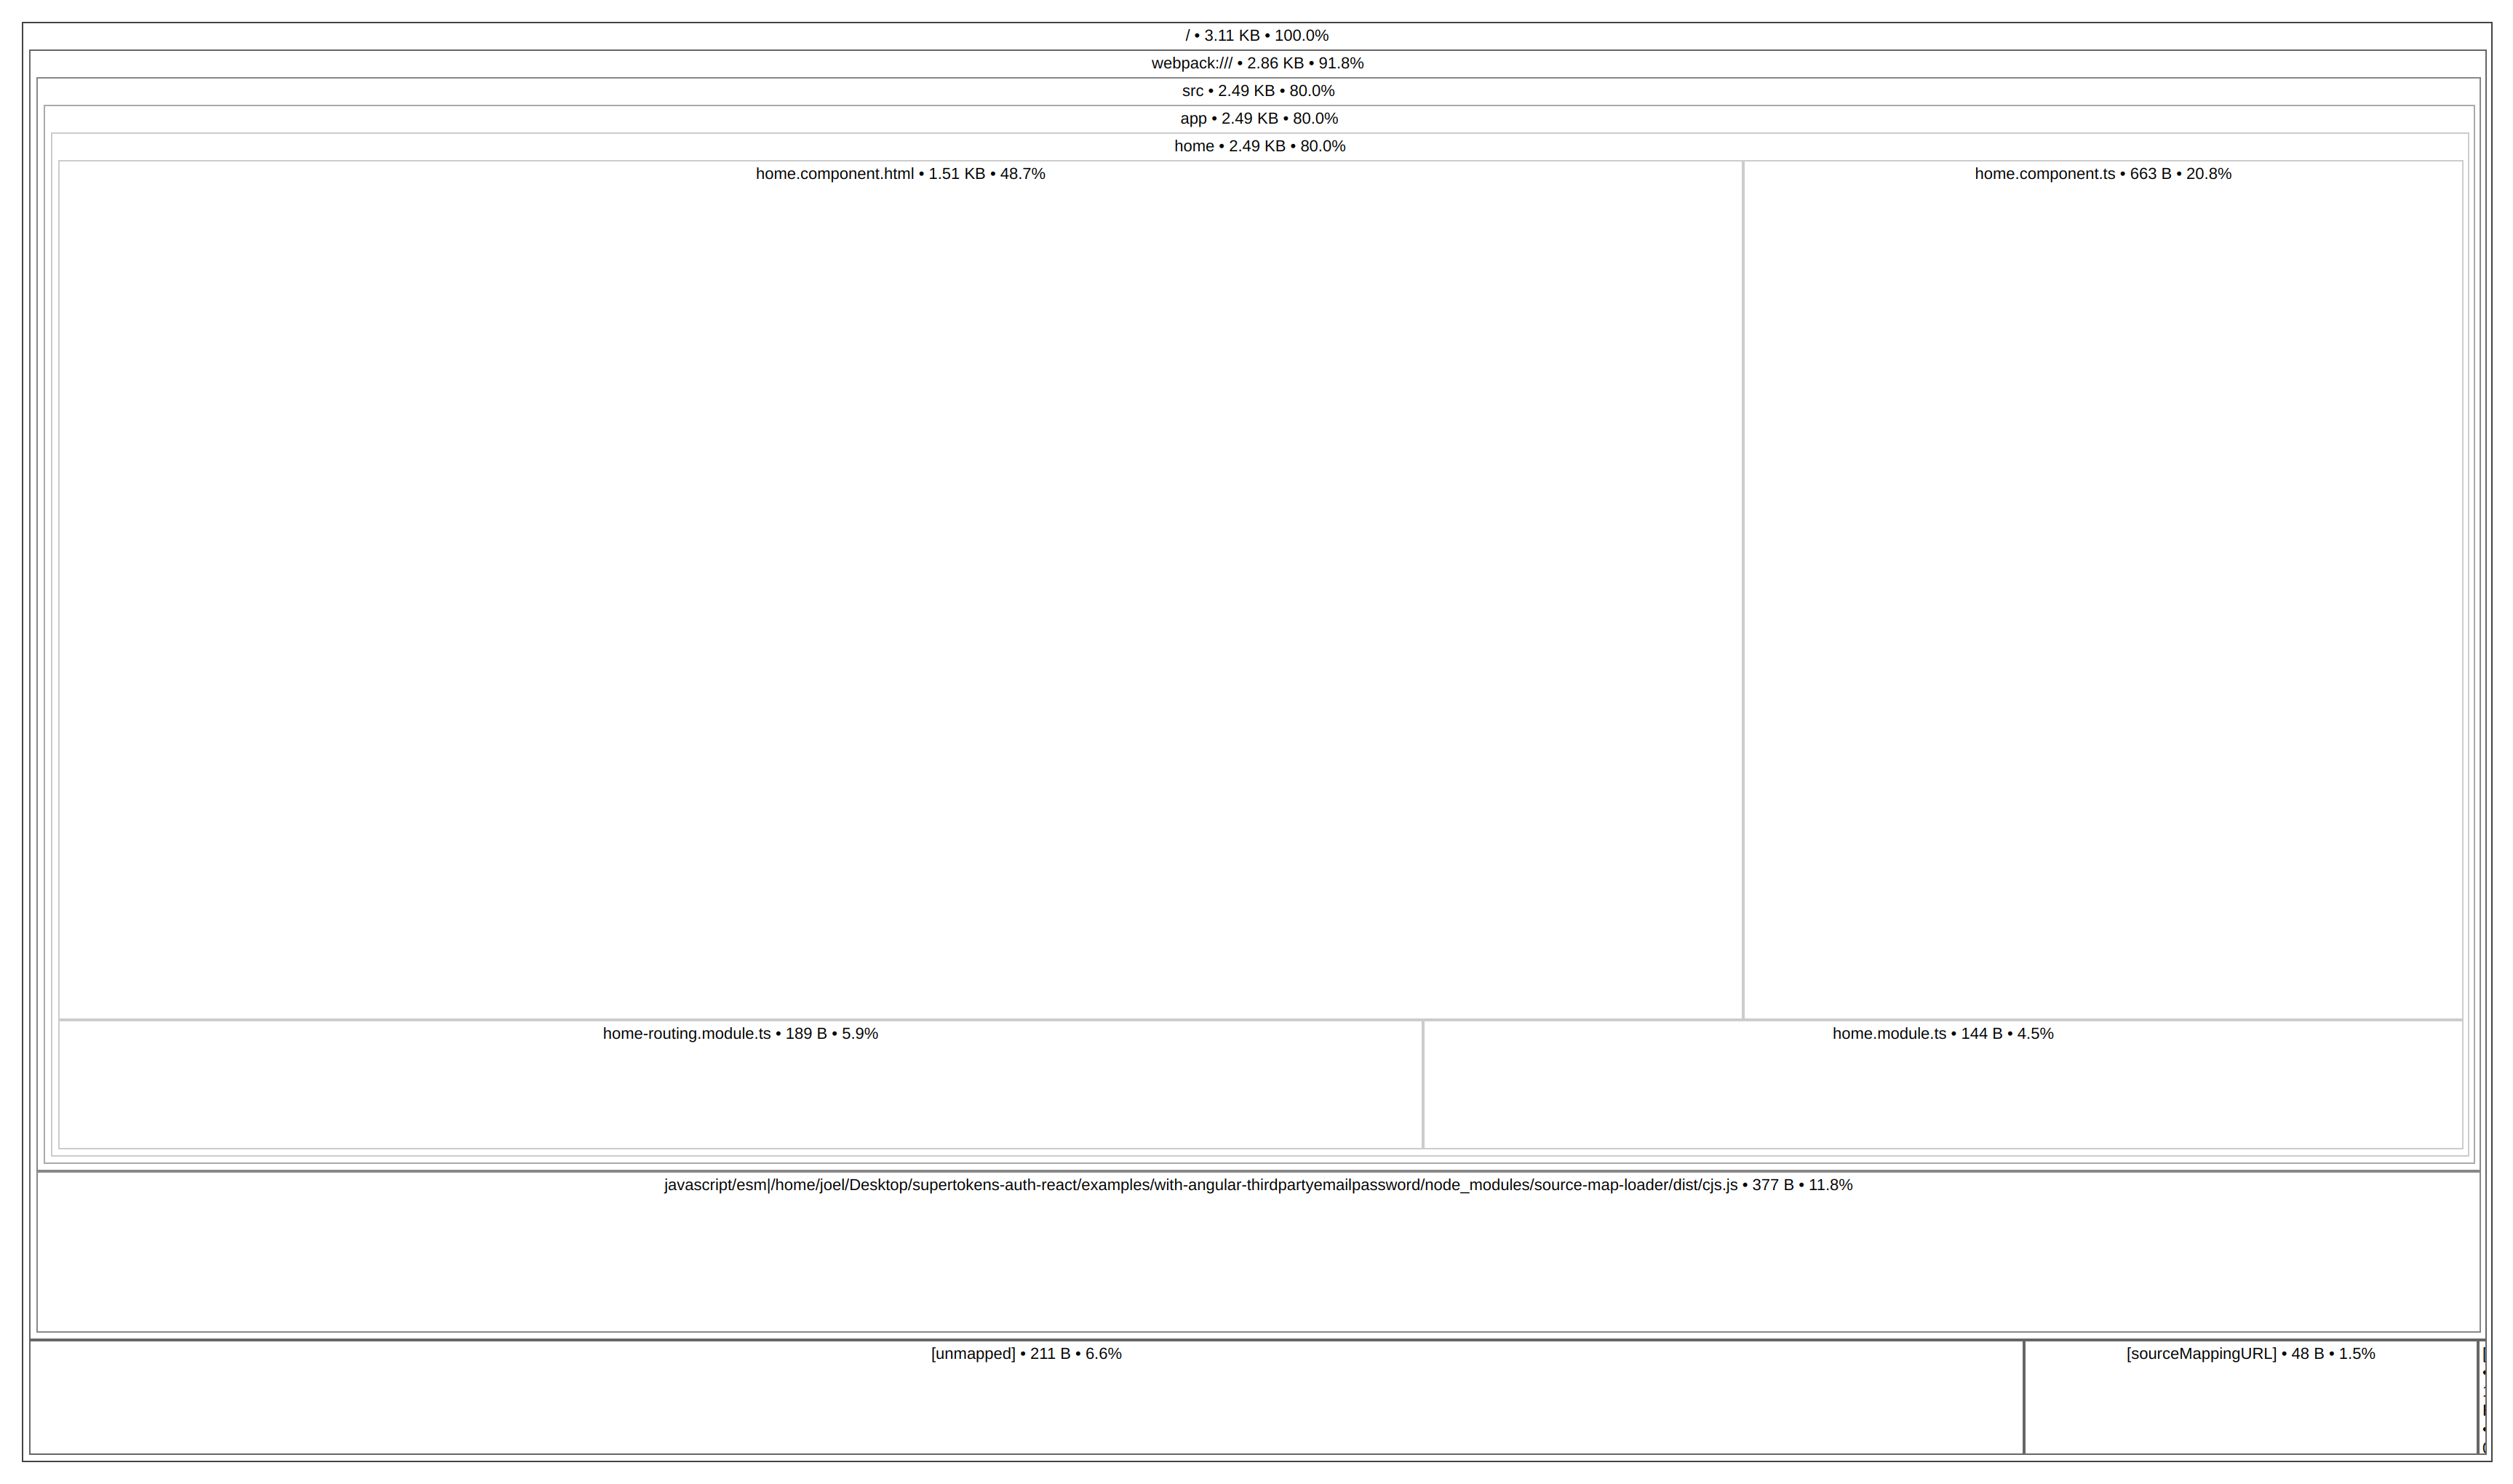 / • 3.11 KB • 100.0%
webpack:/// • 2.86 KB • 91.8%
src • 2.49 KB • 80.0%
app • 2.49 KB • 80.0%
home • 2.49 KB • 80.0%
home.component.html • 1.51 KB • 48.7%
home.component.ts • 663 B • 20.8%
home-routing.module.ts • 189 B • 5.9%
home.module.ts • 144 B • 4.5%
javascript/esm|/home/joel/Desktop/supertokens-auth-react/examples/with-angular-thirdpartyemailpassword/node_modules/source-map-loader/dist/cjs.js • 377 B • 11.8%
[unmapped] • 211 B • 6.6%
[sourceMappingURL] • 48 B • 1.5%